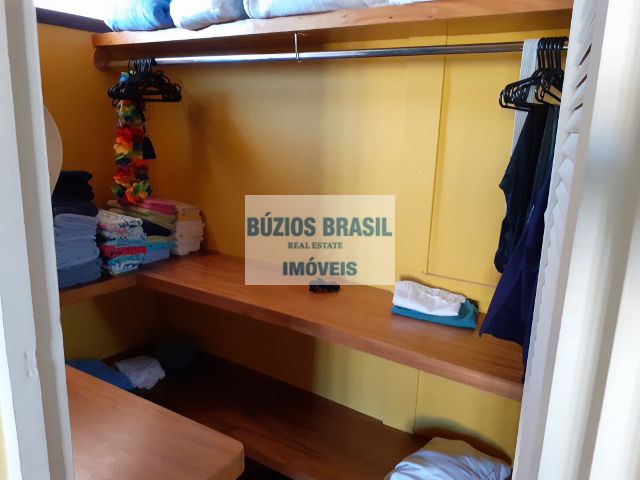 BÚZIOS BRASIL
REAL ESTATE
IMÓVEIS